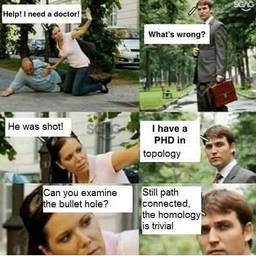 Help! I need a doctor!
What's wrong?
He was shot!
I have a
PHD in
topology
Can you examine
the bullet hole?
Still path
connected,
the homology
is trivial